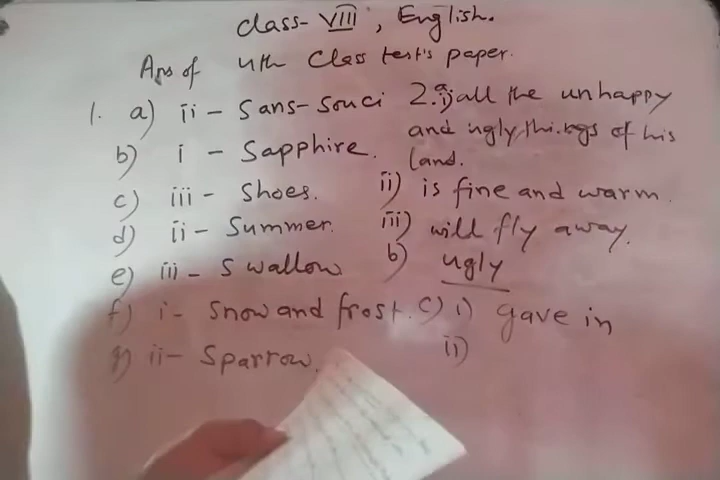 class- VIII, English.
Ans of 4th Class test's paper.
1. a) ii - Sans-Souci
b) i - Sapphire.
c) iii - Shoes.
d) ii - Summer.
e) iii - Swallow
f) i - Snow and frost.
g) ii - Sparrow.
2. a. i) all the unhappy
and ugly things of his
land.
ii) is fine and warm.
iii) will fly away.
b) ugly
c) i) gave in
ii)